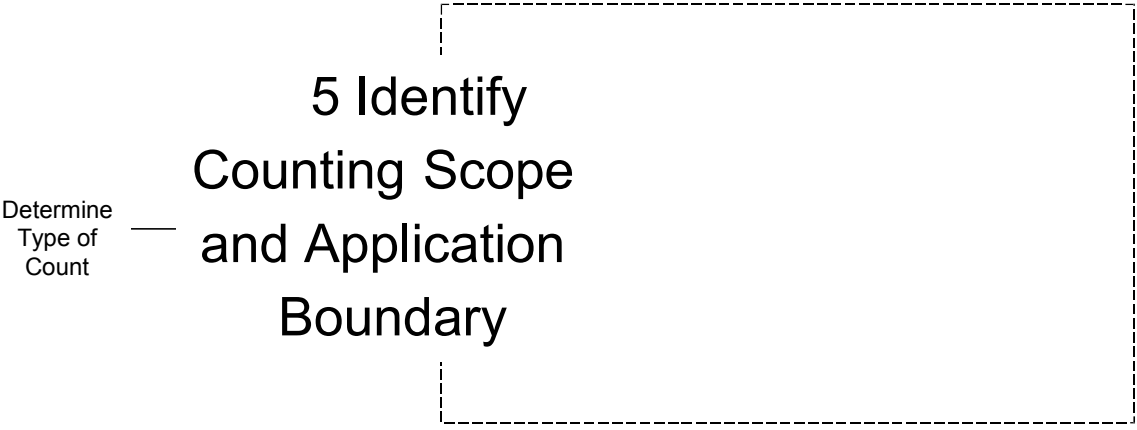 Determine
Type of
Count
5 Identify
Counting Scope
and Application
Boundary